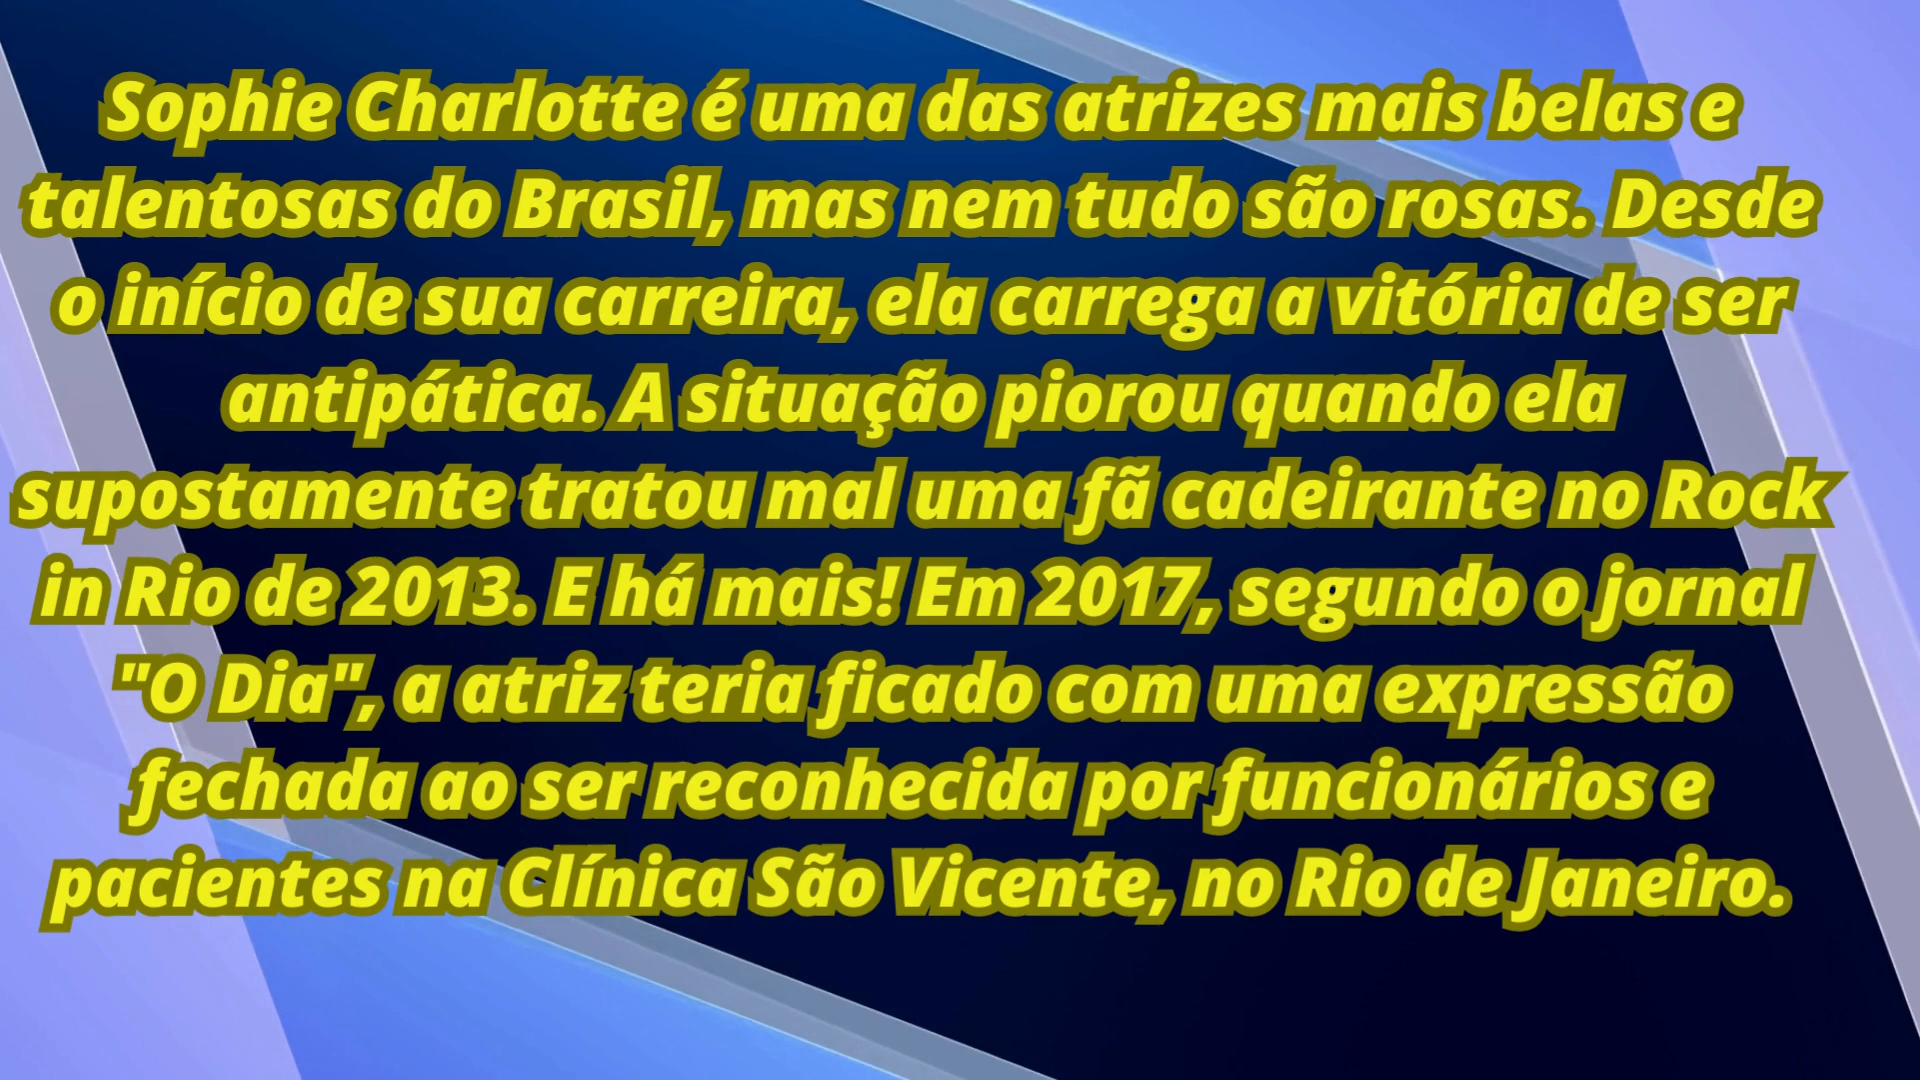 Sophie Charlotte é uma das atrizes mais belas e
talentosas do Brasil, mas nem tudo são rosas. Desde
o início de sua carreira, ela carrega a vitória de ser
antipática. A situação piorou quando ela
supostamente tratou mal uma fã cadeirante no Rock
in Rio de 2013. E há mais! Em 2017, segundo o jornal
"O Dia", a atriz teria ficado com uma expressão
fechada ao ser reconhecida por funcionários e
pacientes na Clínica São Vicente, no Rio de Janeiro.